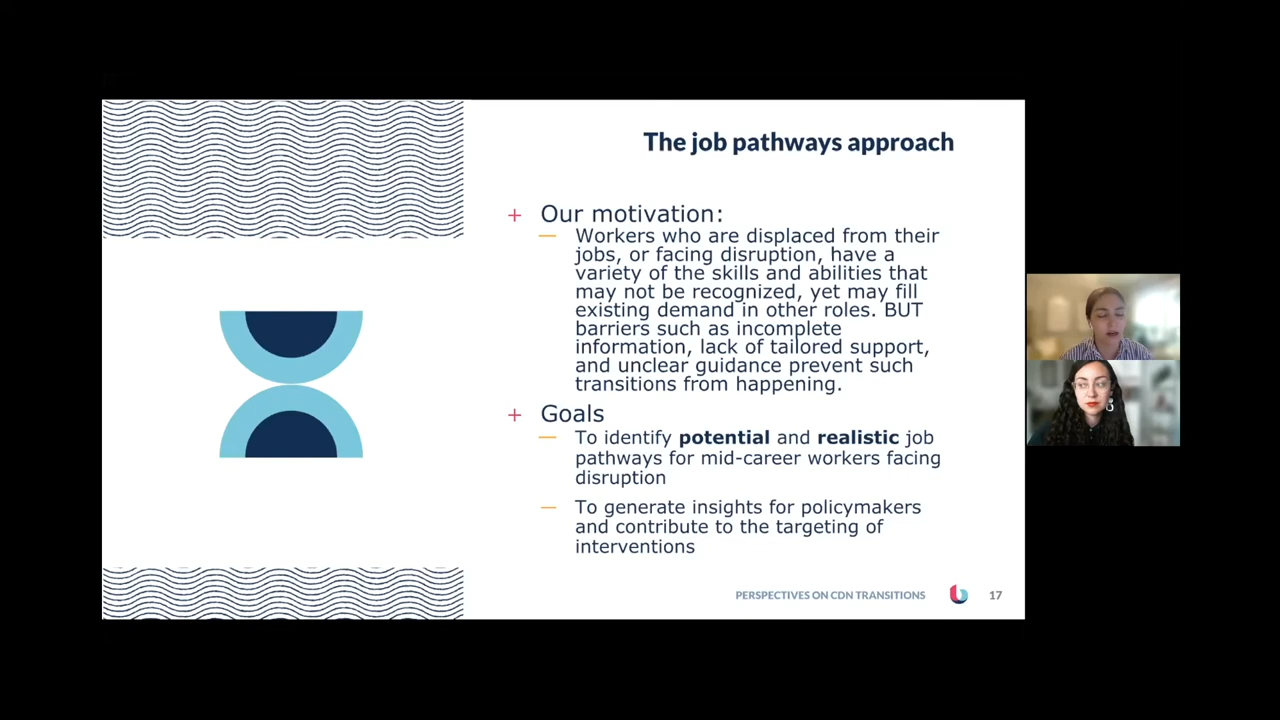 The job pathways approach
+ Our motivation:
— Workers who are displaced from their
jobs, or facing disruption, have a
variety of the skills and abilities that
may not be recognized, yet may fill
existing demand in other roles. BUT
barriers such as incomplete
information, lack of tailored support,
and unclear guidance prevent such
transitions from happening.
+ Goals
— To identify potential and realistic job
pathways for mid-career workers facing
disruption
— To generate insights for policymakers
and contribute to the targeting of
interventions
PERSPECTIVES ON CDN TRANSITIONS 17